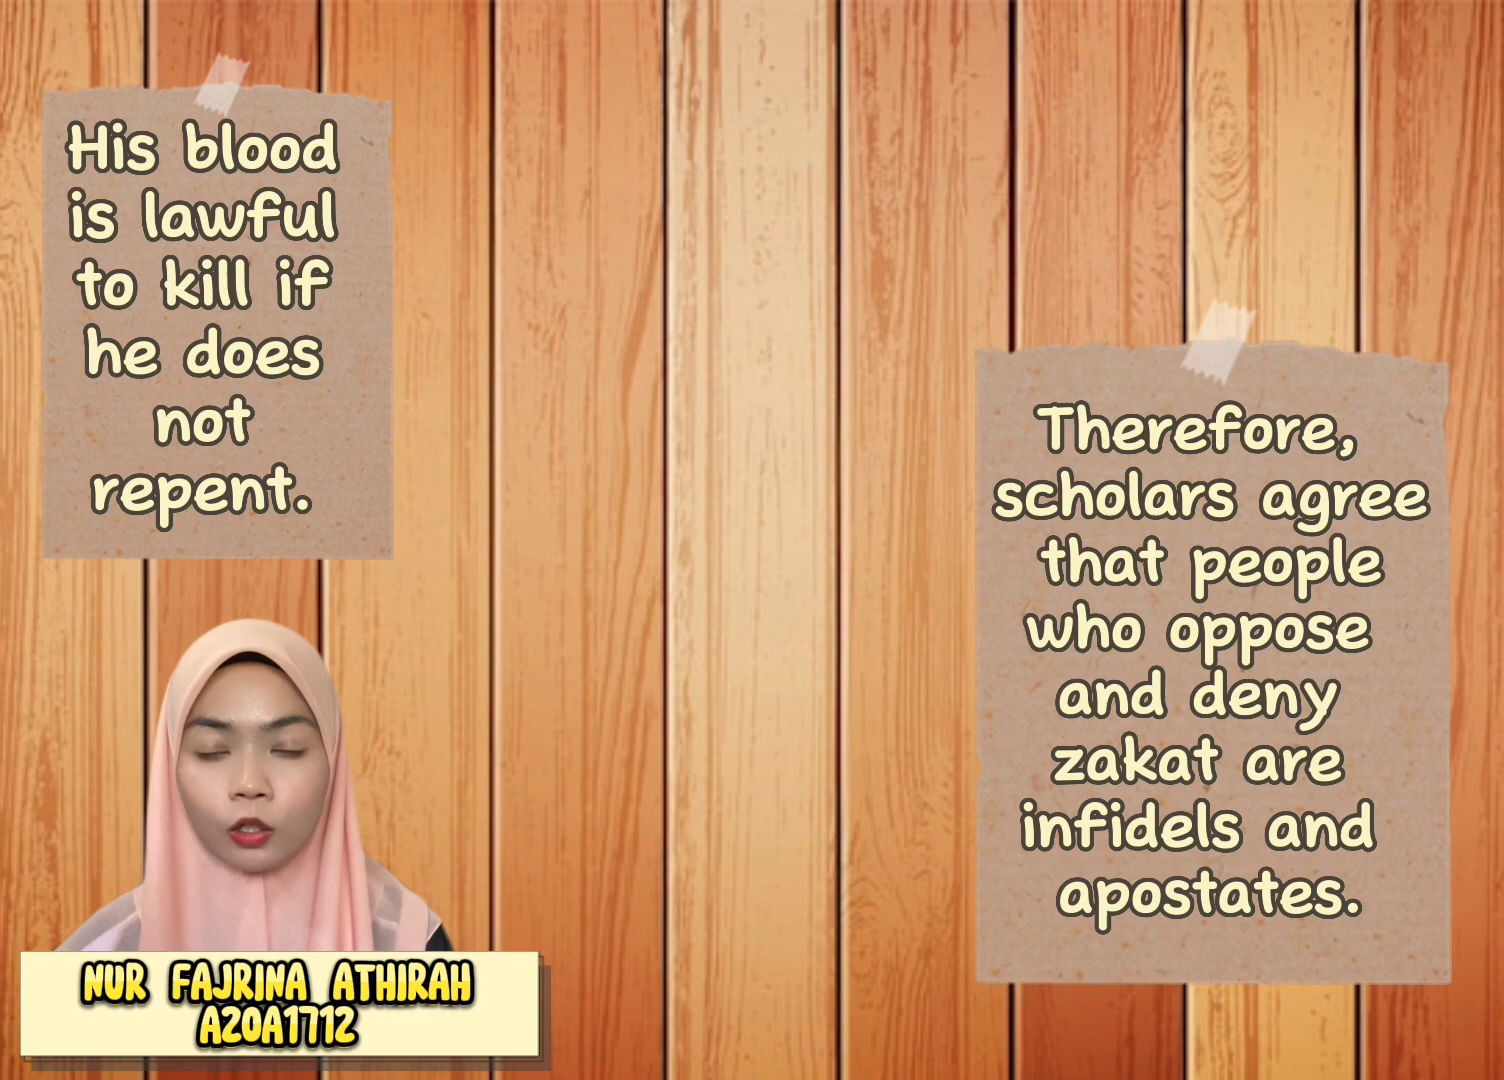 His blood
is lawful
to kill if
he does
not
repent.
Therefore,
scholars agree
that people
who oppose
and deny
zakat are
infidels and
apostates.
NUR FAJRINA ATHIRAH
A20A1712